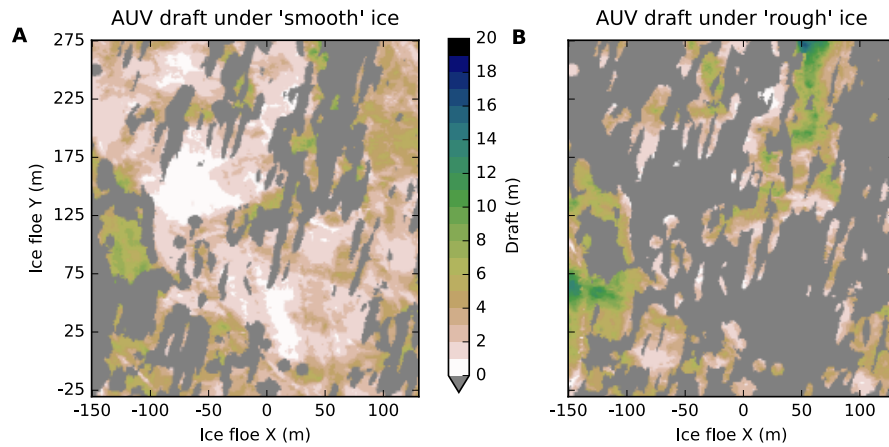 AUV draft under 'smooth' ice
AUV draft under 'rough' ice
A
B
275
225
175
125
75
25
-25
Ice floe Y (m)
-150 -100 -50 0 50 100
Ice floe X (m)
20
18
16
14
12
10
8
6
4
2
0
Draft (m)
-150 -100 -50 0 50 100
Ice floe X (m)